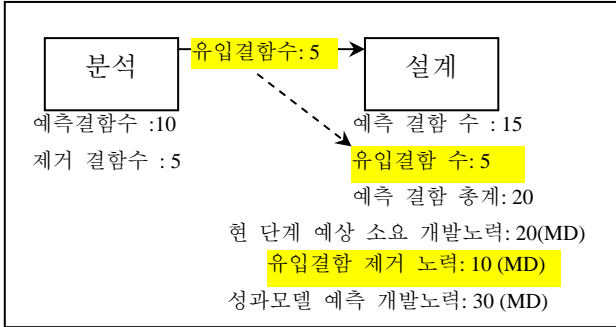 분석
유입결함수: 5
설계
예측결함수 :10
제거 결함수 : 5
예측 결함 수 : 15
유입결함 수: 5
예측 결함 총계: 20
현 단계 예상 소요 개발노력: 20(MD)
유입결함 제거 노력: 10 (MD)
성과모델 예측 개발노력: 30 (MD)